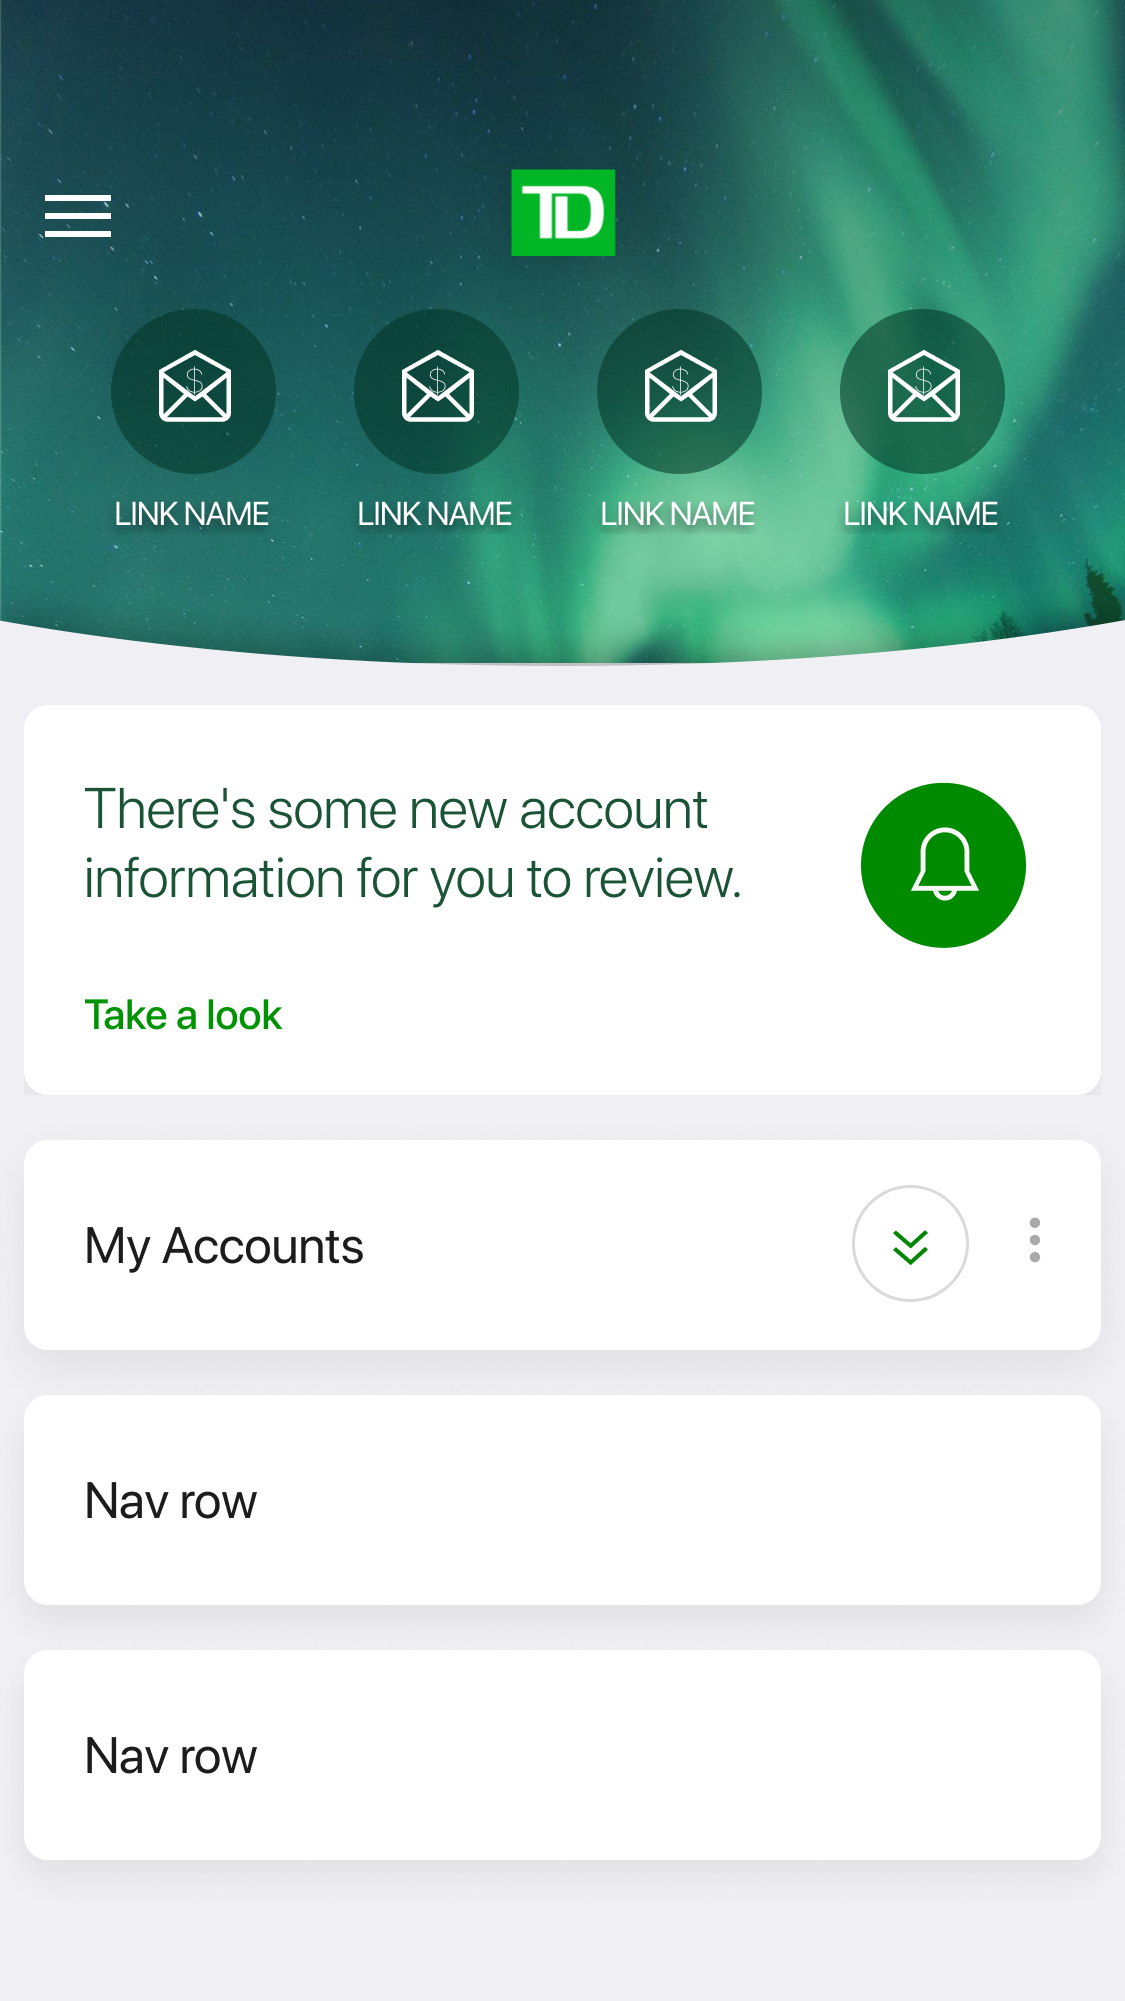 TD
LINK NAME LINK NAME LINK NAME LINK NAME
There's some new account
information for you to review.
Take a look
My Accounts
Nav row
Nav row